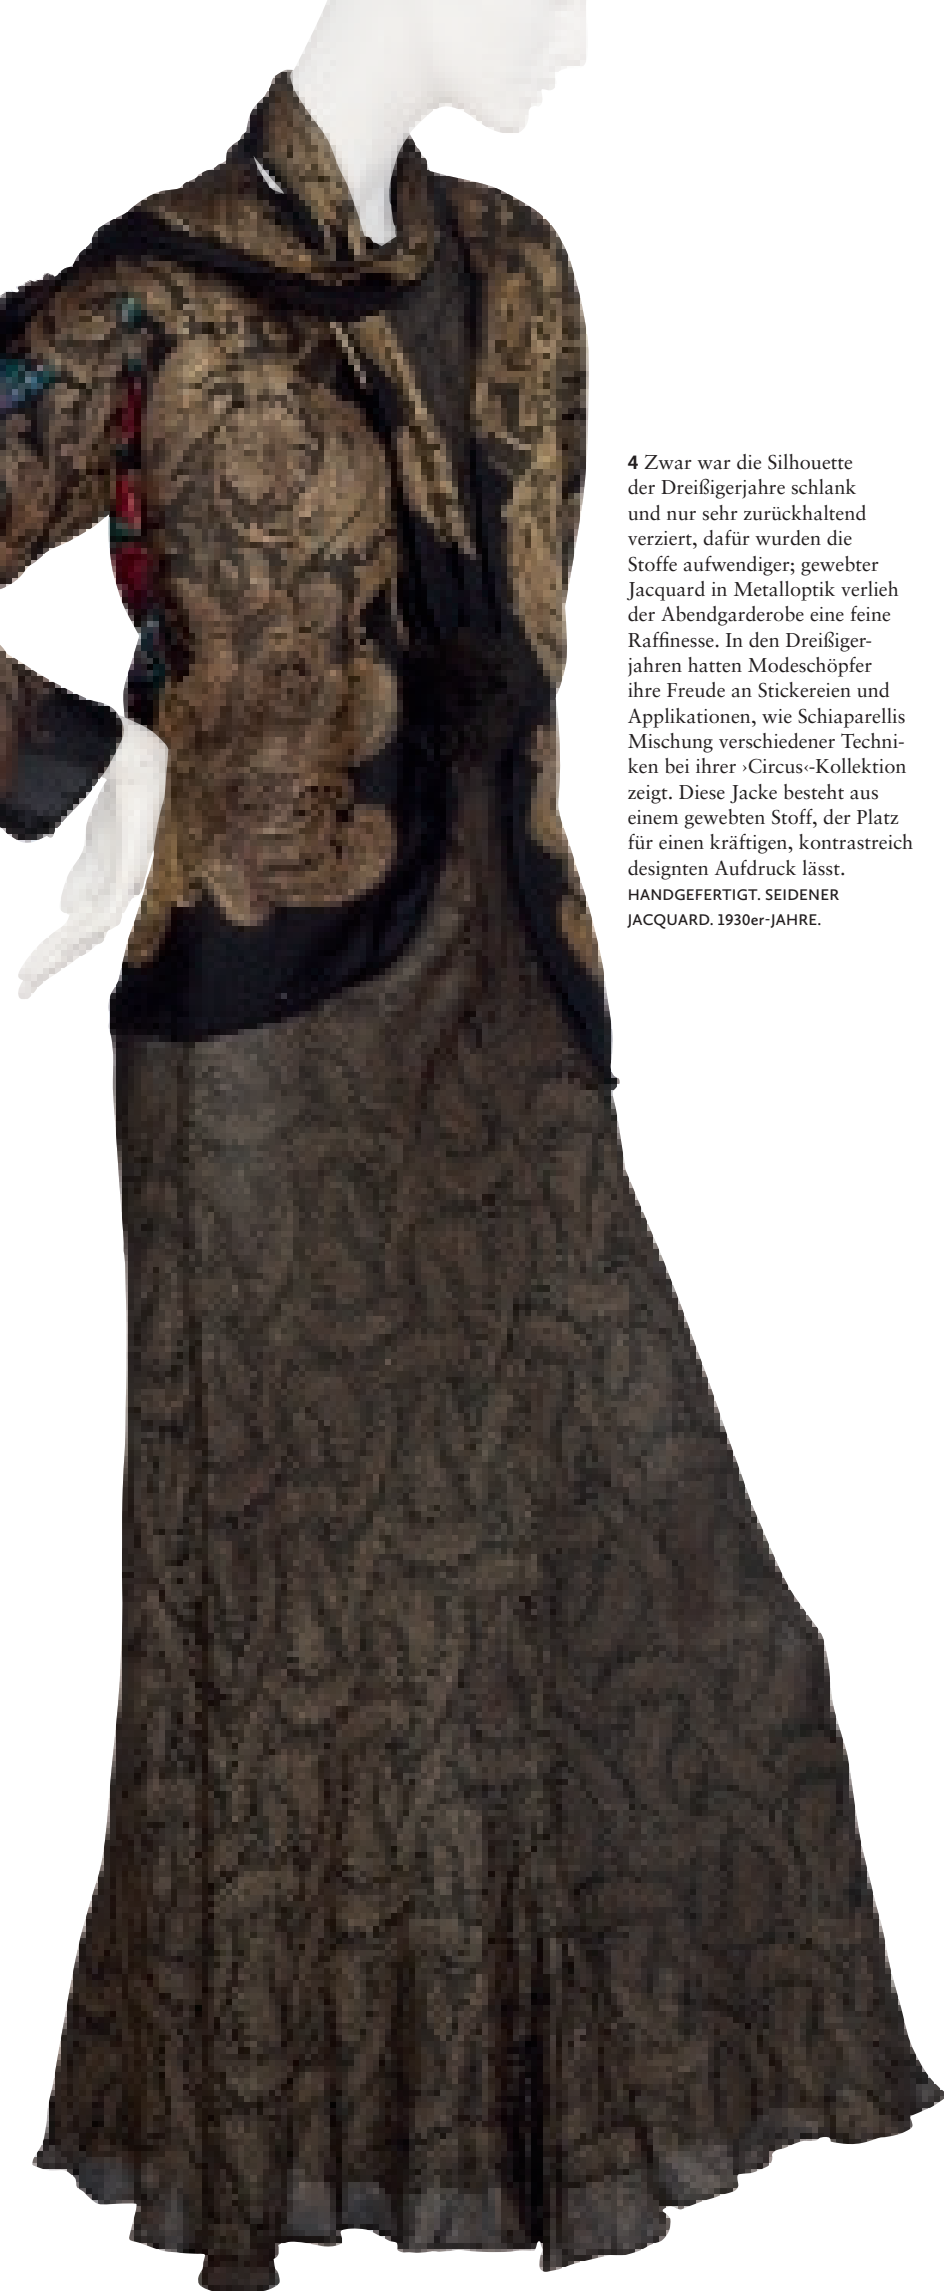 4 Zwar war die Silhouette
der Dreißigerjahre schlank
und nur sehr zurückhaltend
verziert, dafür wurden die
Stoffe aufwendiger; gewebter
Jacquard in Metalloptik verlieh
der Abendgarderobe eine feine
Raffinesse. In den Dreißiger-
jahren hatten Modeschöpfer
ihre Freude an Stickereien und
Applikationen, wie Schiaparellis
Mischung verschiedener Techni-
ken bei ihrer ›Circus‹-Kollektion
zeigt. Diese Jacke besteht aus
einem gewebten Stoff, der Platz
für einen kräftigen, kontrastreich
designten Aufdruck lässt.
HANDGEFERTIGT. SEIDENER
JACQUARD. 1930er-JAHRE.